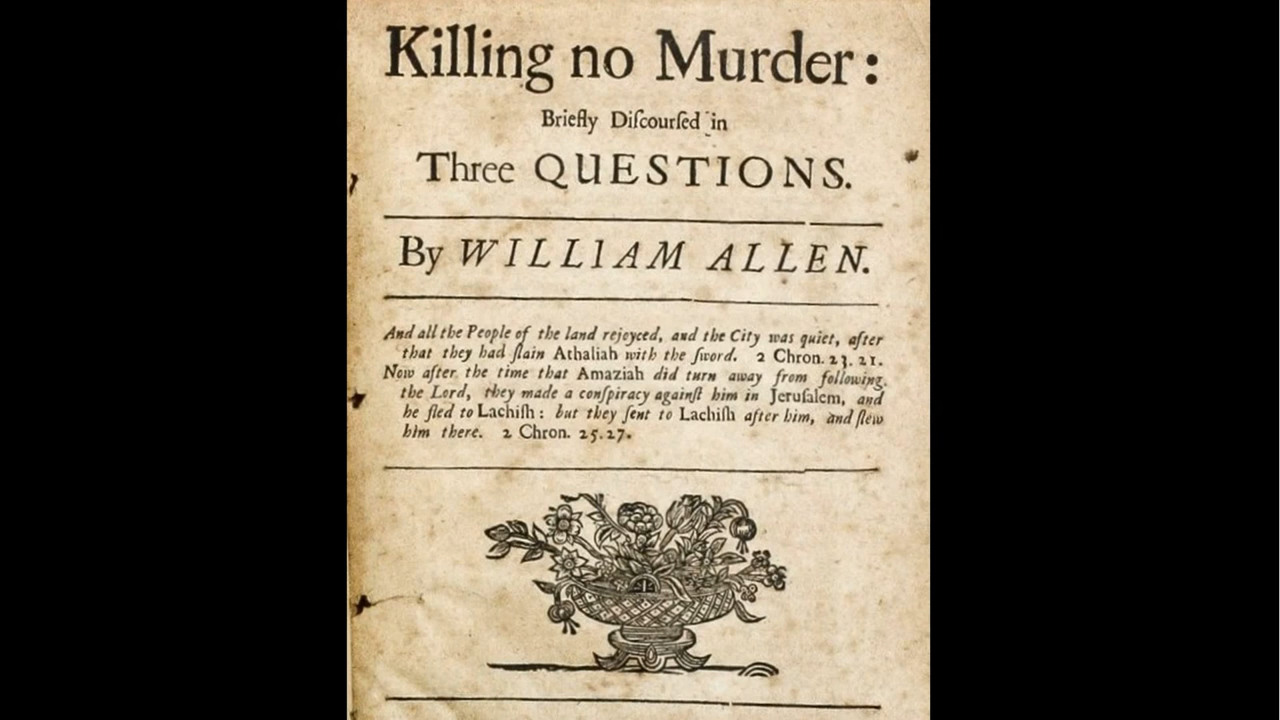 Killing no Murder:
Briefly Diſcourſed in
Three QUESTIONS.
By WILLIAM ALLEN.
And all the People of the land rejoyced, and the City was quiet, after
that they had ſlain Athaliah with the ſword. 2 Chron. 23. 21.
Now after the time that Amaziah did turn away from following
the Lord, they made a conſpiracy againſt him in Jeruſalem, and
he fled to Lachiſh: but they ſent to Lachiſh after him, and ſlew
him there. 2 Chron. 25.27.